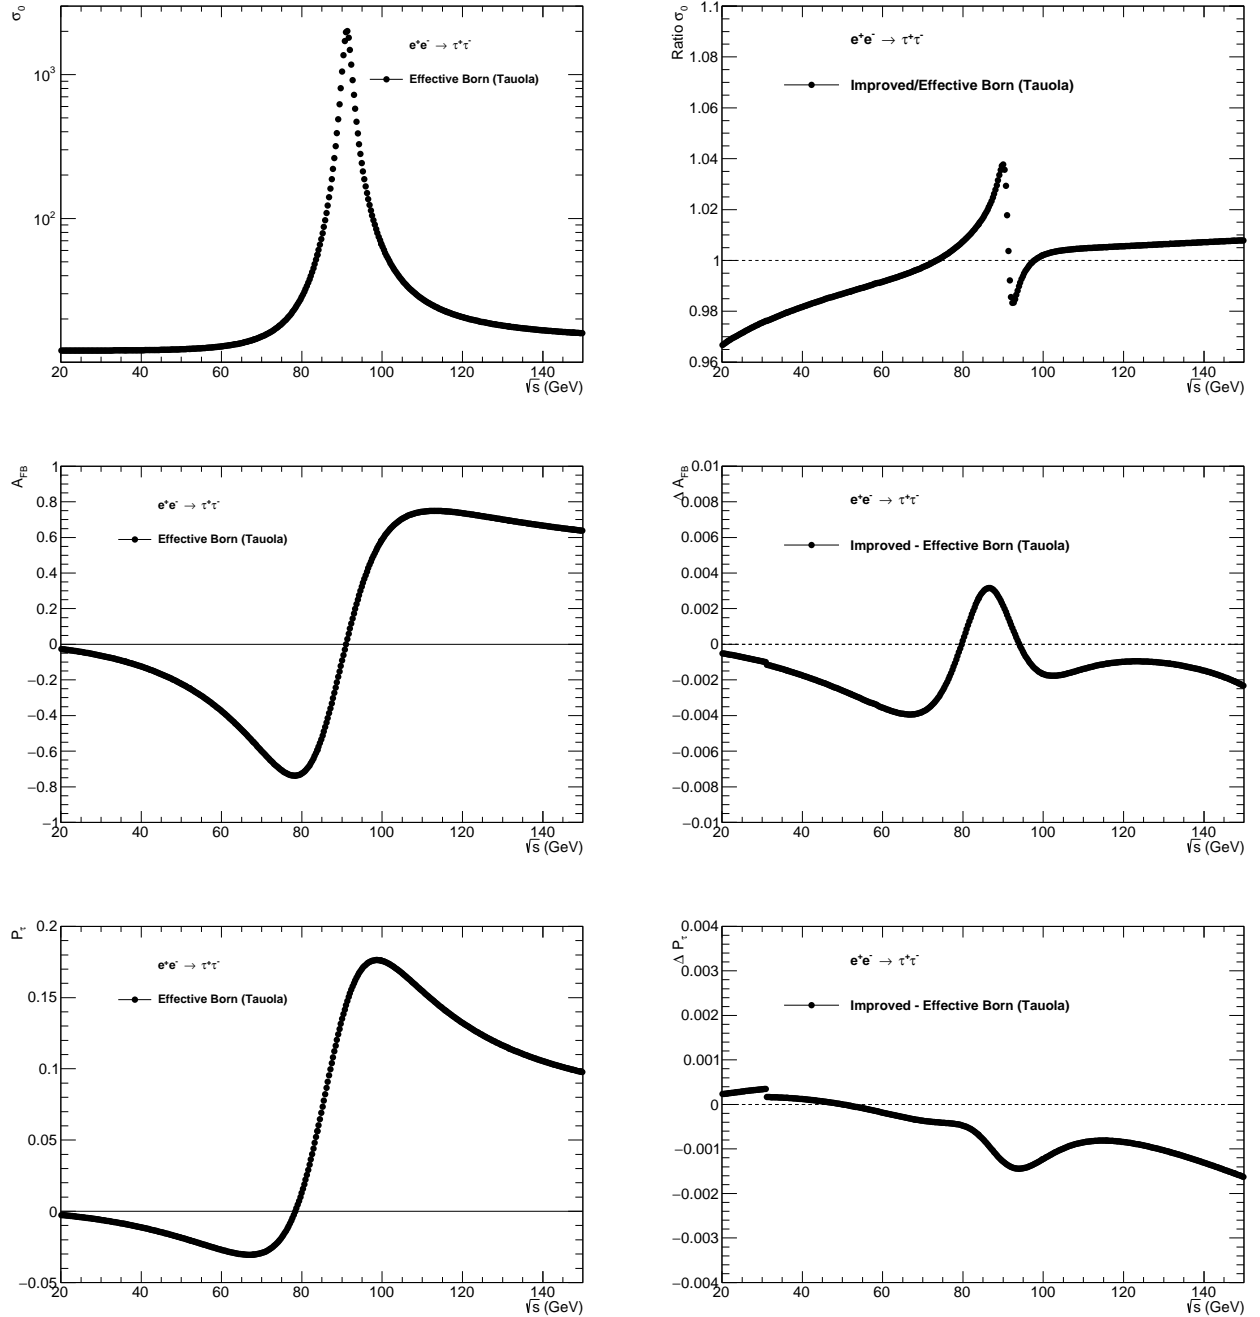 σ₀
e⁺e⁻ → τ⁺τ⁻
Effective Born (Tauola)
10³
10²
20 40 60 80 100 120 140
√s (GeV)
Ratio σ₀
1.1
1.08
1.06
1.04
1.02
1
0.98
0.96
e⁺e⁻ → τ⁺τ⁻
Improved/Effective Born (Tauola)
20 40 60 80 100 120 140
√s (GeV)
A_FB
1
0.8
0.6
0.4
0.2
0
−0.2
−0.4
−0.6
−0.8
−1
e⁺e⁻ → τ⁺τ⁻
Effective Born (Tauola)
20 40 60 80 100 120 140
√s (GeV)
Δ A_FB
0.01
0.008
0.006
0.004
0.002
0
−0.002
−0.004
−0.006
−0.008
−0.01
e⁺e⁻ → τ⁺τ⁻
Improved - Effective Born (Tauola)
20 40 60 80 100 120 140
√s (GeV)
P_τ
0.2
0.15
0.1
0.05
0
−0.05
e⁺e⁻ → τ⁺τ⁻
Effective Born (Tauola)
20 40 60 80 100 120 140
√s (GeV)
Δ P_τ
0.004
0.003
0.002
0.001
0
−0.001
−0.002
−0.003
−0.004
e⁺e⁻ → τ⁺τ⁻
Improved - Effective Born (Tauola)
20 40 60 80 100 120 140
√s (GeV)